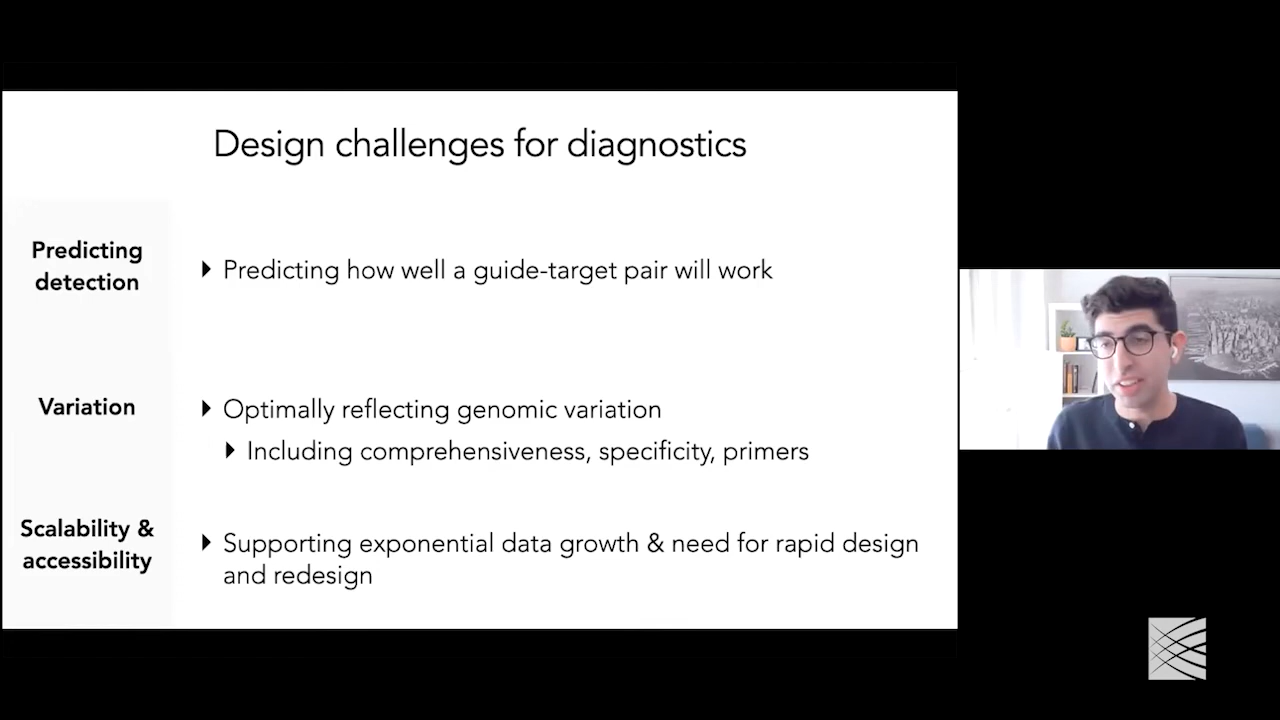 Design challenges for diagnostics
Predicting
detection
Predicting how well a guide-target pair will work
Variation
Optimally reflecting genomic variation
Including comprehensiveness, specificity, primers
Scalability &
accessibility
Supporting exponential data growth & need for rapid design
and redesign